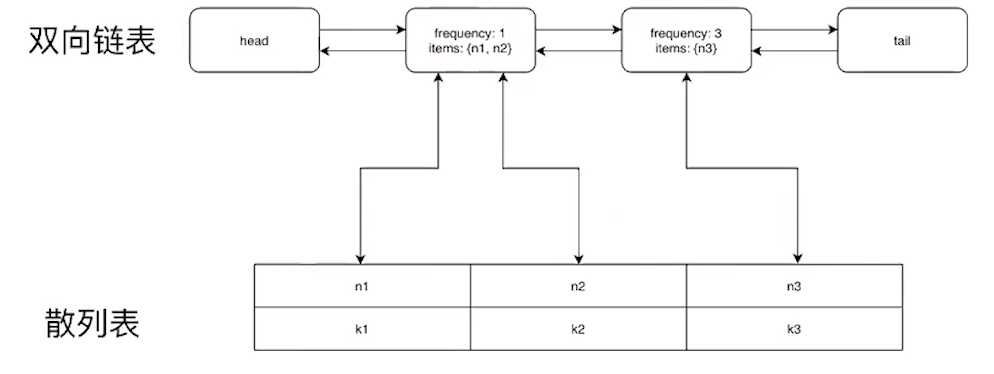 双向链表
head
frequency: 1
items: {n1, n2}
frequency: 3
items: {n3}
tail
散列表
n1
n2
n3
k1
k2
k3